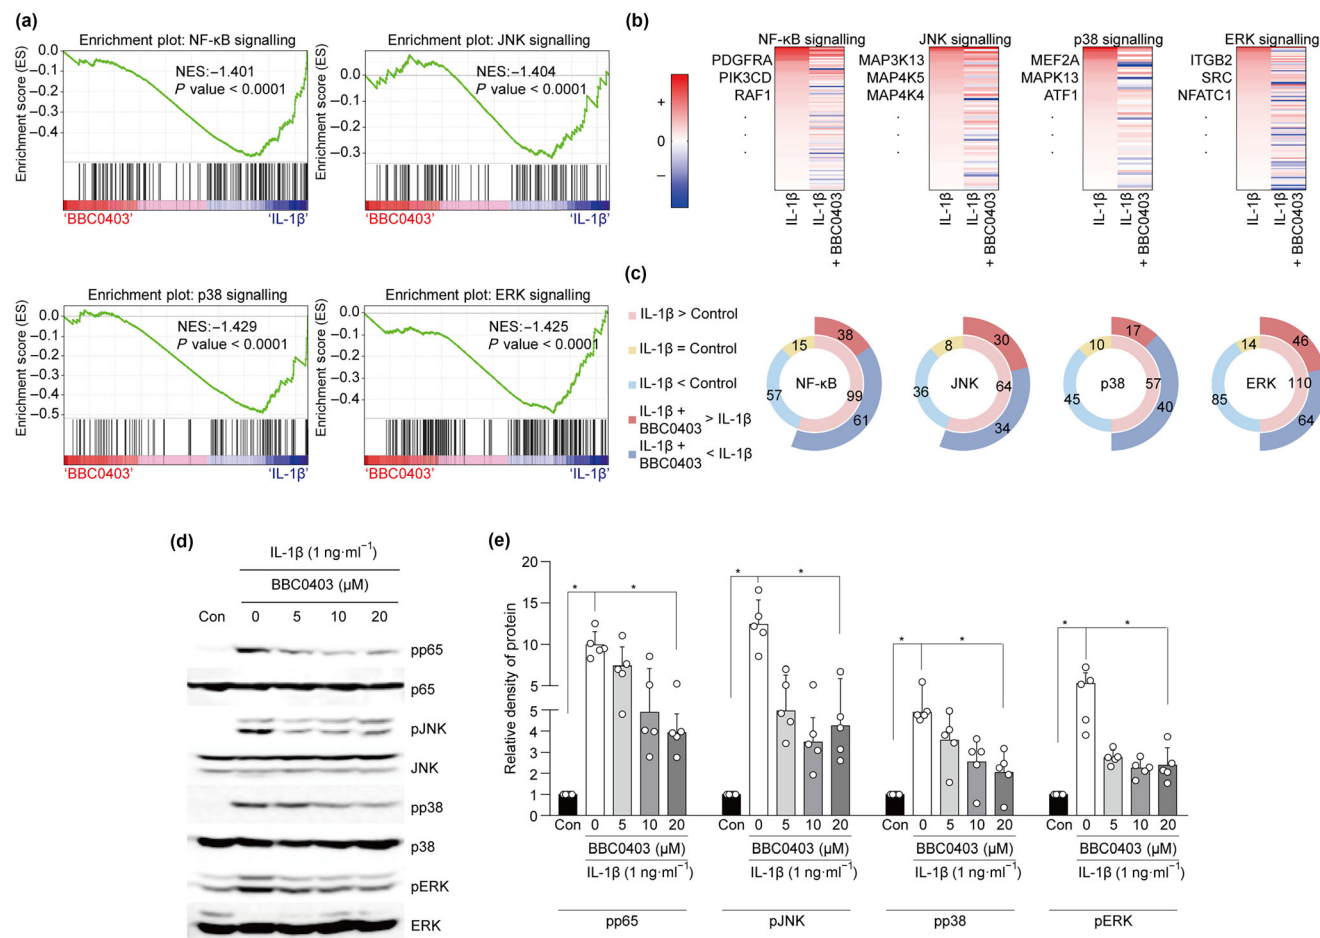 (a)
Enrichment plot: NF-κB signalling
Enrichment score (ES)
0.0
−0.1
−0.2
−0.3
−0.4
NES:−1.401
P value < 0.0001
'BBC0403'
'IL-1β'
Enrichment plot: JNK signalling
Enrichment score (ES)
0.0
−0.1
−0.2
−0.3
NES:−1.404
P value < 0.0001
'BBC0403'
'IL-1β'
+
0
−
Enrichment plot: p38 signalling
Enrichment score (ES)
0.0
−0.1
−0.2
−0.3
−0.4
−0.5
NES:−1.429
P value < 0.0001
'BBC0403'
'IL-1β'
Enrichment plot: ERK signalling
Enrichment score (ES)
0.0
−0.1
−0.2
−0.3
−0.4
NES:−1.425
P value < 0.0001
'BBC0403'
'IL-1β'
(b)
NF-κB signalling
PDGFRA
PIK3CD
RAF1
.
.
.
IL-1β
IL-1β
+ BBC0403
JNK signalling
MAP3K13
MAP4K5
MAP4K4
.
.
.
IL-1β
IL-1β
+ BBC0403
p38 signalling
MEF2A
MAPK13
ATF1
.
.
.
IL-1β
IL-1β
+ BBC0403
ERK signalling
ITGB2
SRC
NFATC1
.
.
.
IL-1β
IL-1β
+ BBC0403
(c)
IL-1β > Control
IL-1β = Control
IL-1β < Control
IL-1β +
BBC0403 > IL-1β
IL-1β +
BBC0403 < IL-1β
15
38
57
NF-κB
99
61
8
30
36
JNK
64
34
10
17
45
p38
57
40
14
46
85
ERK
110
64
(d)
IL-1β (1 ng·ml−1)
BBC0403 (μM)
Con 0 5 10 20
pp65
p65
pJNK
JNK
pp38
p38
pERK
ERK
(e)
Relative density of protein
20
15
10
5
5
4
3
2
1
0
* *
* *
* *
* *
Con 0 5 10 20
BBC0403 (μM)
IL-1β (1 ng·ml−1)
pp65
Con 0 5 10 20
BBC0403 (μM)
IL-1β (1 ng·ml−1)
pJNK
Con 0 5 10 20
BBC0403 (μM)
IL-1β (1 ng·ml−1)
pp38
Con 0 5 10 20
BBC0403 (μM)
IL-1β (1 ng·ml−1)
pERK